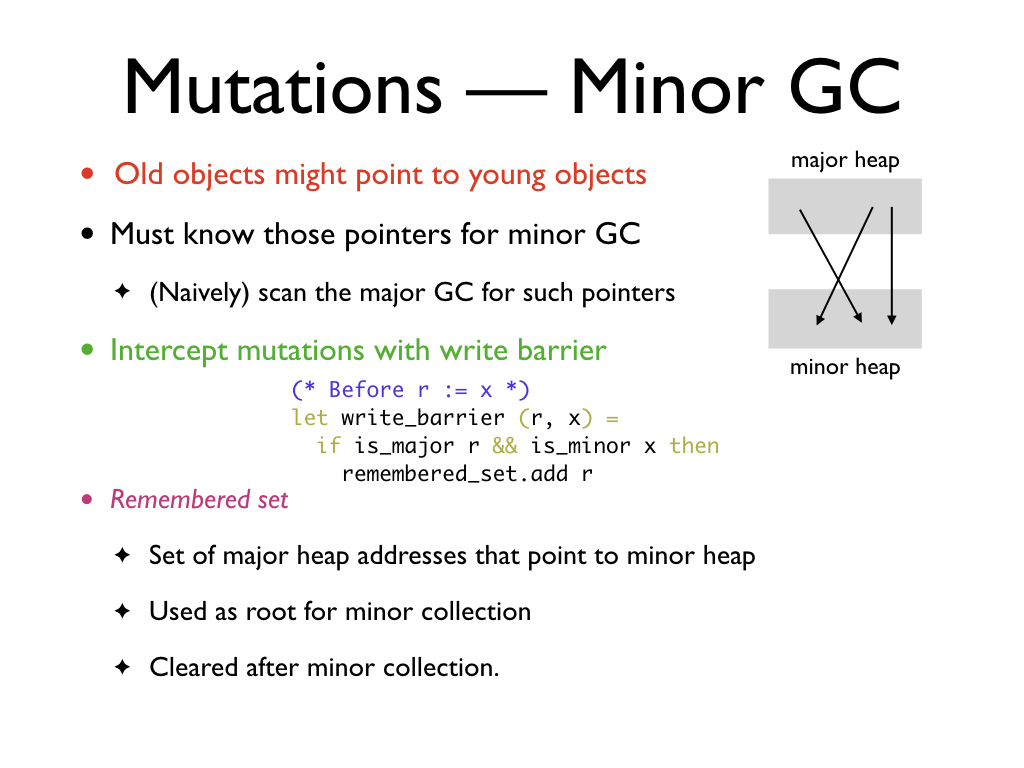 Mutations — Minor GC
• Old objects might point to young objects
• Must know those pointers for minor GC
✦ (Naively) scan the major GC for such pointers
• Intercept mutations with write barrier
(* Before r := x *)
let write_barrier (r, x) =
  if is_major r && is_minor x then
    remembered_set.add r
• Remembered set
✦ Set of major heap addresses that point to minor heap
✦ Used as root for minor collection
✦ Cleared after minor collection.
major heap
minor heap